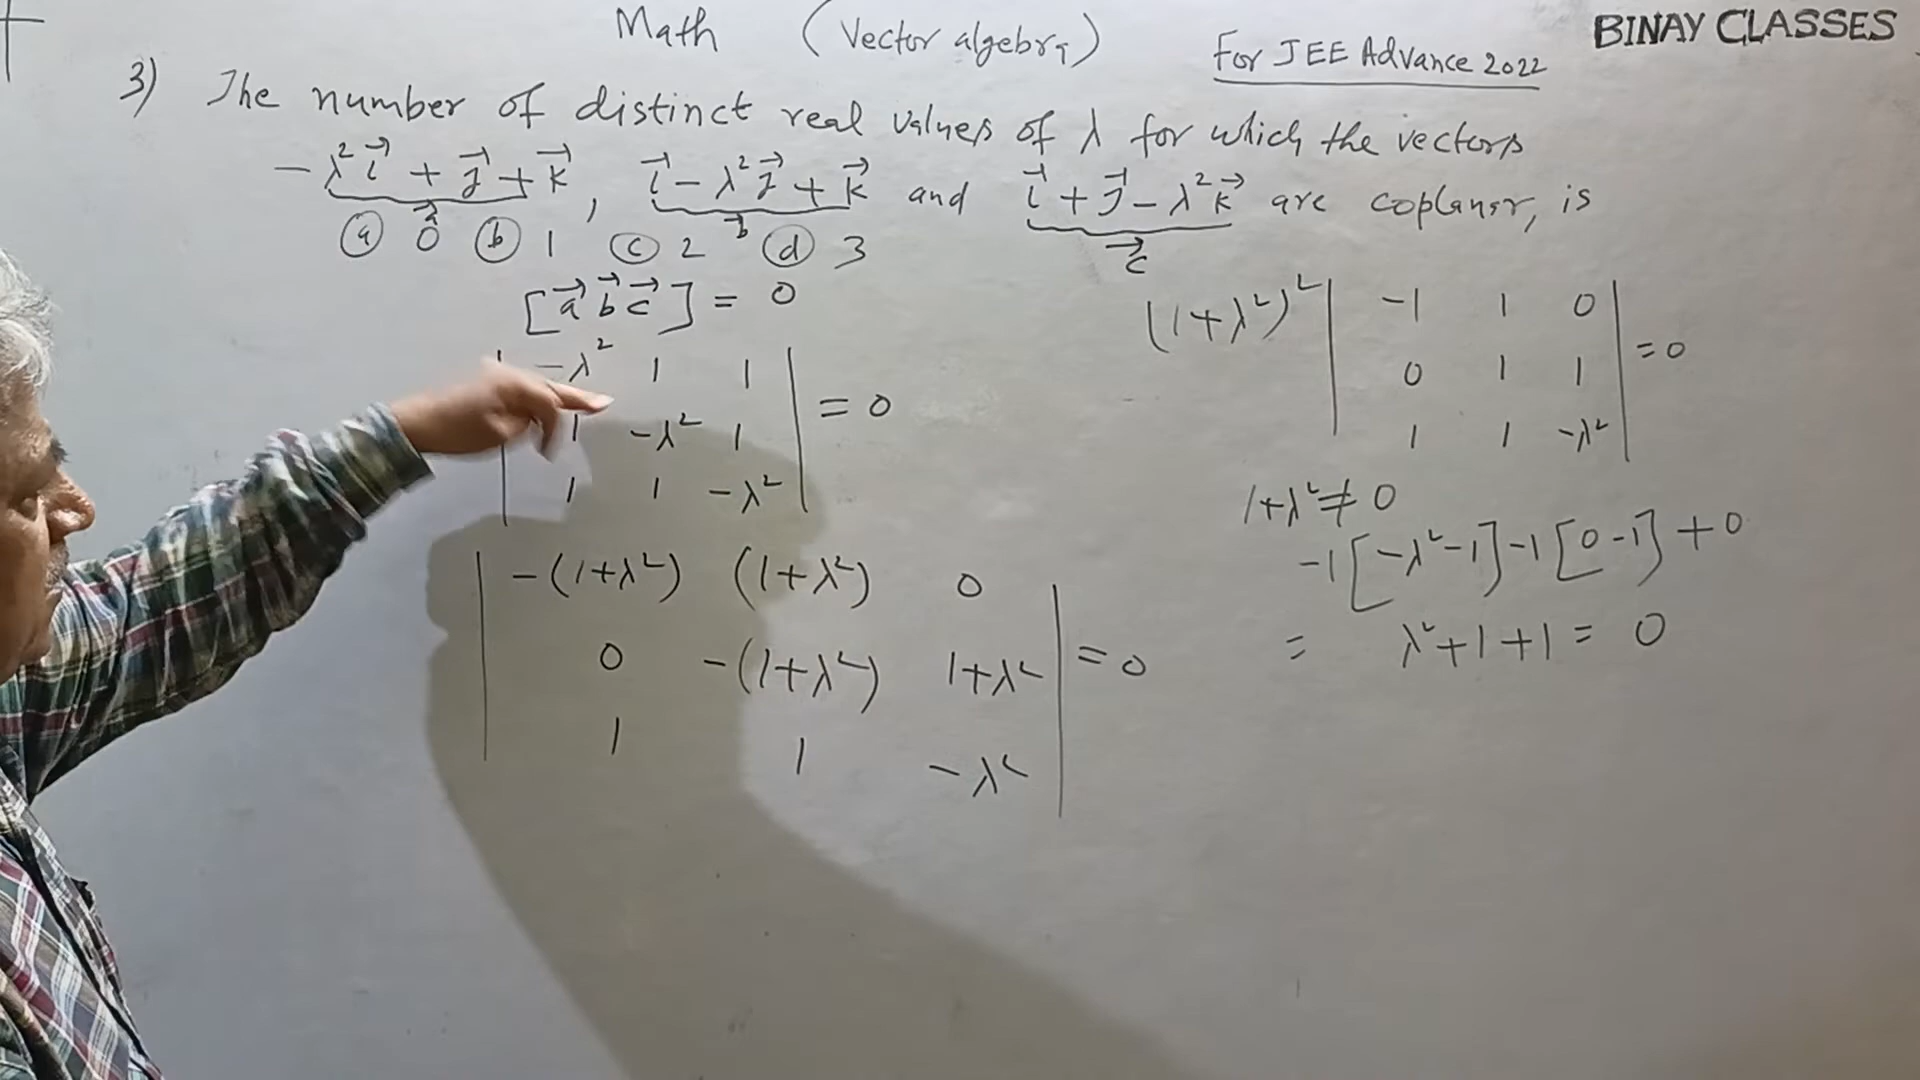 Math (Vector algebra) For JEE Advance 2022 BINAY CLASSES
3) The number of distinct real values of λ for which the vectors
-λ² i⃗ + j⃗ + k⃗, i⃗ - λ² j⃗ + k⃗ and i⃗ + j⃗ - λ² k⃗ are coplanar, is
a⃗ b⃗ c⃗
ⓐ 0 ⓑ 1 ⓒ 2 ⓓ 3
[a⃗ b⃗ c⃗] = 0
| -λ² 1 1 |
| 1 -λ² 1 | = 0
| 1 1 -λ² |
| -(1+λ²) (1+λ²) 0 |
| 0 -(1+λ²) 1+λ² | = 0
| 1 1 -λ² |
(1+λ²)² | -1 1 0 |
| 0 1 1 | = 0
| 1 1 -λ² |
1+λ² ≠ 0
-1[-λ²-1]-1[0-1]+0
= λ²+1+1 = 0